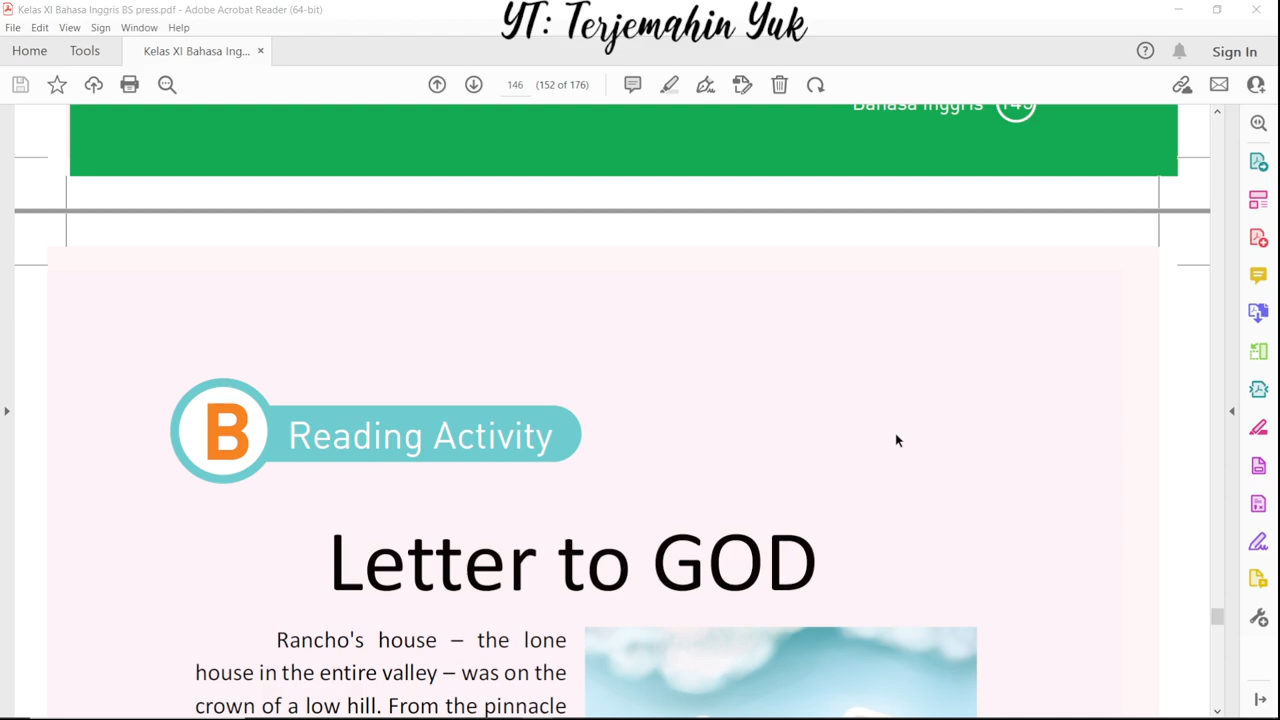 Kelas XI Bahasa Inggris BS press.pdf - Adobe Acrobat Reader (64-bit)
YT: Terjemahin Yuk
File Edit View Sign Window Help
Home Tools Kelas XI Bahasa Ing... × Sign In
146 (152 of 176)
Bahasa Inggris 145
B Reading Activity
Letter to GOD
Rancho's house – the lone
house in the entire valley – was on the
crown of a low hill. From the pinnacle